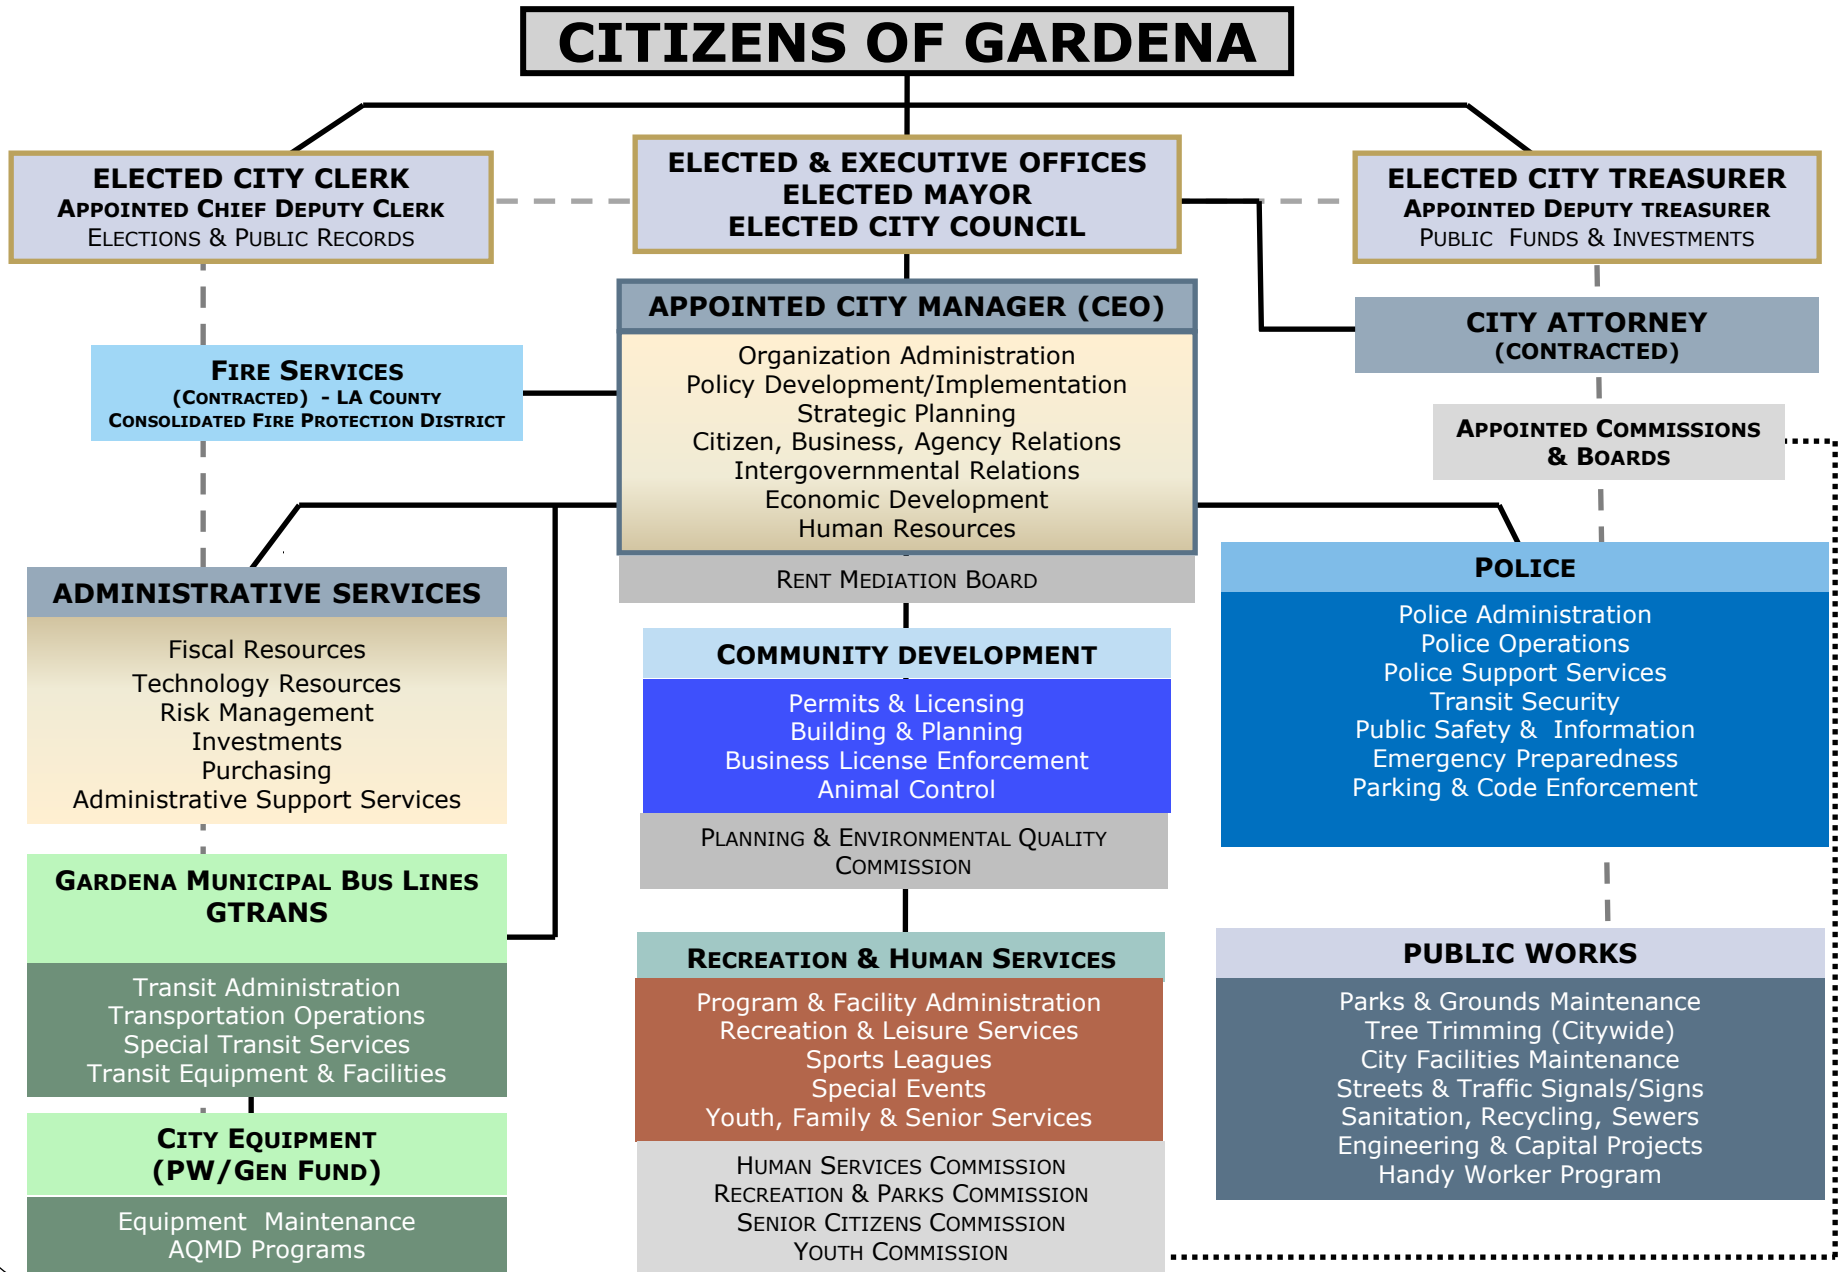 CITIZENS OF GARDENA
ELECTED CITY CLERK
APPOINTED CHIEF DEPUTY CLERK
ELECTIONS & PUBLIC RECORDS
ELECTED & EXECUTIVE OFFICES
ELECTED MAYOR
ELECTED CITY COUNCIL
ELECTED CITY TREASURER
APPOINTED DEPUTY TREASURER
PUBLIC FUNDS & INVESTMENTS
APPOINTED CITY MANAGER (CEO)
Organization Administration
Policy Development/Implementation
Strategic Planning
Citizen, Business, Agency Relations
Intergovernmental Relations
Economic Development
Human Resources
RENT MEDIATION BOARD
CITY ATTORNEY
(CONTRACTED)
FIRE SERVICES
(CONTRACTED) - LA COUNTY
CONSOLIDATED FIRE PROTECTION DISTRICT
APPOINTED COMMISSIONS
& BOARDS
ADMINISTRATIVE SERVICES
Fiscal Resources
Technology Resources
Risk Management
Investments
Purchasing
Administrative Support Services
COMMUNITY DEVELOPMENT
Permits & Licensing
Building & Planning
Business License Enforcement
Animal Control
PLANNING & ENVIRONMENTAL QUALITY
COMMISSION
POLICE
Police Administration
Police Operations
Police Support Services
Transit Security
Public Safety & Information
Emergency Preparedness
Parking & Code Enforcement
GARDENA MUNICIPAL BUS LINES
GTRANS
Transit Administration
Transportation Operations
Special Transit Services
Transit Equipment & Facilities
RECREATION & HUMAN SERVICES
Program & Facility Administration
Recreation & Leisure Services
Sports Leagues
Special Events
Youth, Family & Senior Services
HUMAN SERVICES COMMISSION
RECREATION & PARKS COMMISSION
SENIOR CITIZENS COMMISSION
YOUTH COMMISSION
PUBLIC WORKS
Parks & Grounds Maintenance
Tree Trimming (Citywide)
City Facilities Maintenance
Streets & Traffic Signals/Signs
Sanitation, Recycling, Sewers
Engineering & Capital Projects
Handy Worker Program
CITY EQUIPMENT
(PW/GEN FUND)
Equipment Maintenance
AQMD Programs